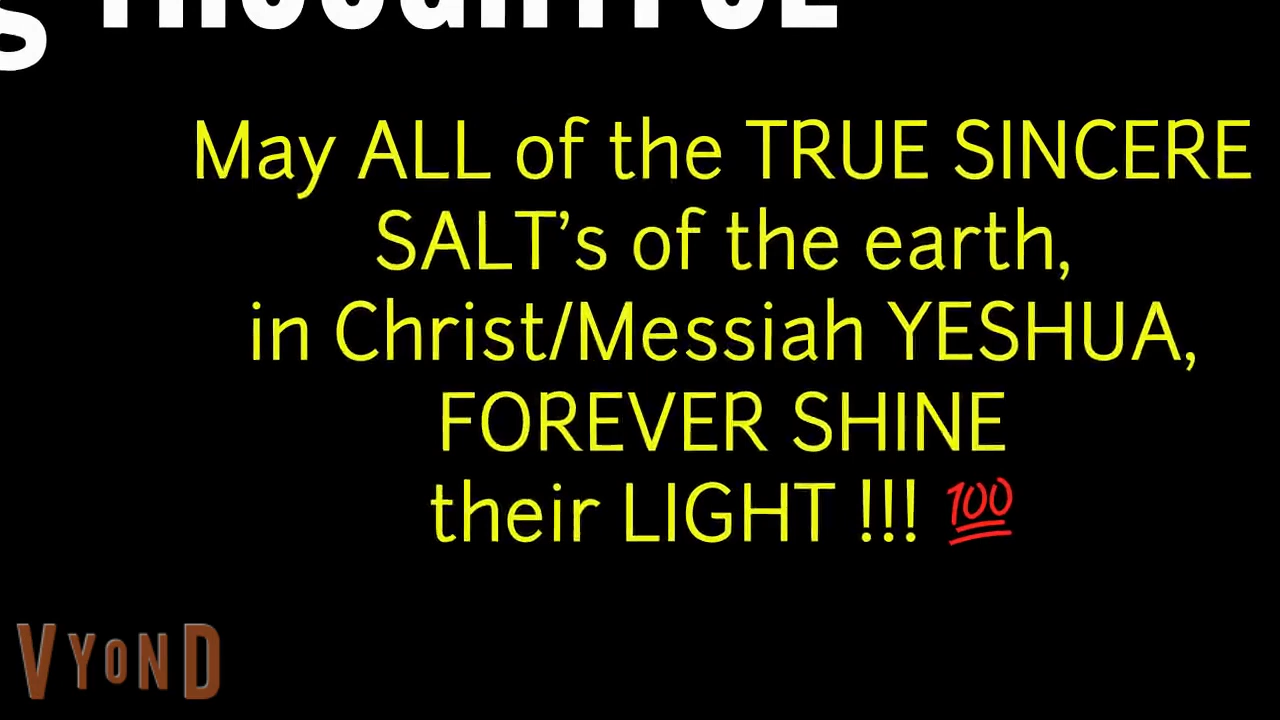 THOUGHTFUL
May ALL of the TRUE SINCERE
SALT’s of the earth,
in Christ/Messiah YESHUA,
FOREVER SHINE
their LIGHT !!! 💯
VYOND